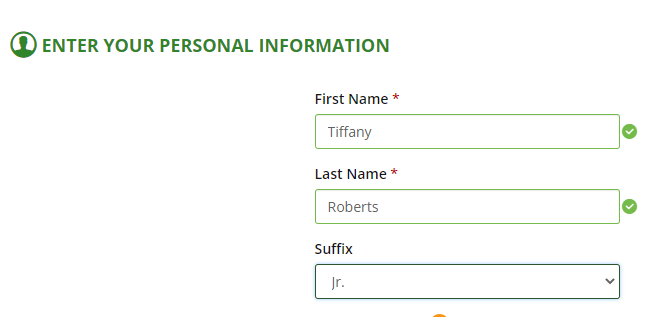 ENTER YOUR PERSONAL INFORMATION
First Name *
Tiffany
Last Name *
Roberts
Suffix
Jr.